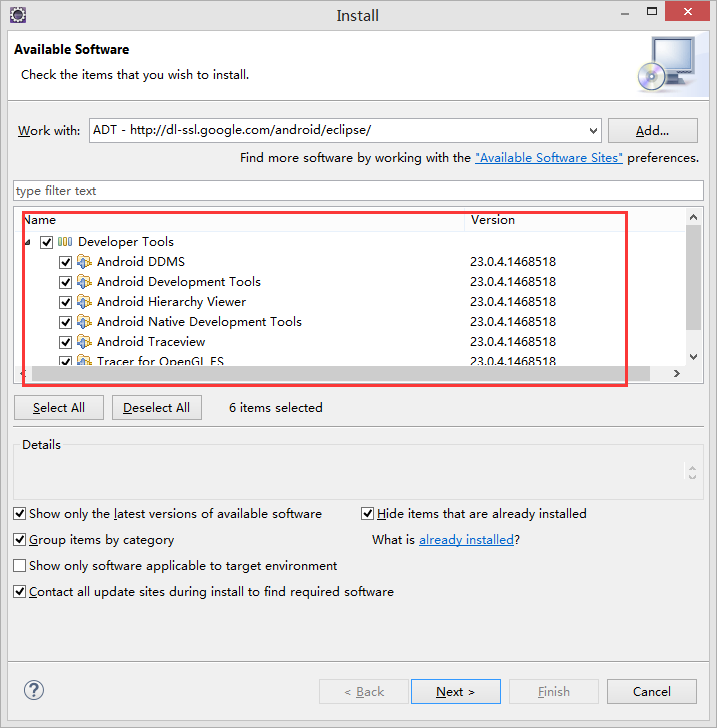 Install
Available Software
Check the items that you wish to install.
Work with: ADT - http://dl-ssl.google.com/android/eclipse/ Add...
Find more software by working with the "Available Software Sites" preferences.
type filter text
Name Version
Developer Tools
Android DDMS 23.0.4.1468518
Android Development Tools 23.0.4.1468518
Android Hierarchy Viewer 23.0.4.1468518
Android Native Development Tools 23.0.4.1468518
Android Traceview 23.0.4.1468518
Tracer for OpenGL ES 23.0.4.1468518
Select All Deselect All 6 items selected
Details
Show only the latest versions of available software Hide items that are already installed
Group items by category What is already installed?
Show only software applicable to target environment
Contact all update sites during install to find required software
? < Back Next > Finish Cancel